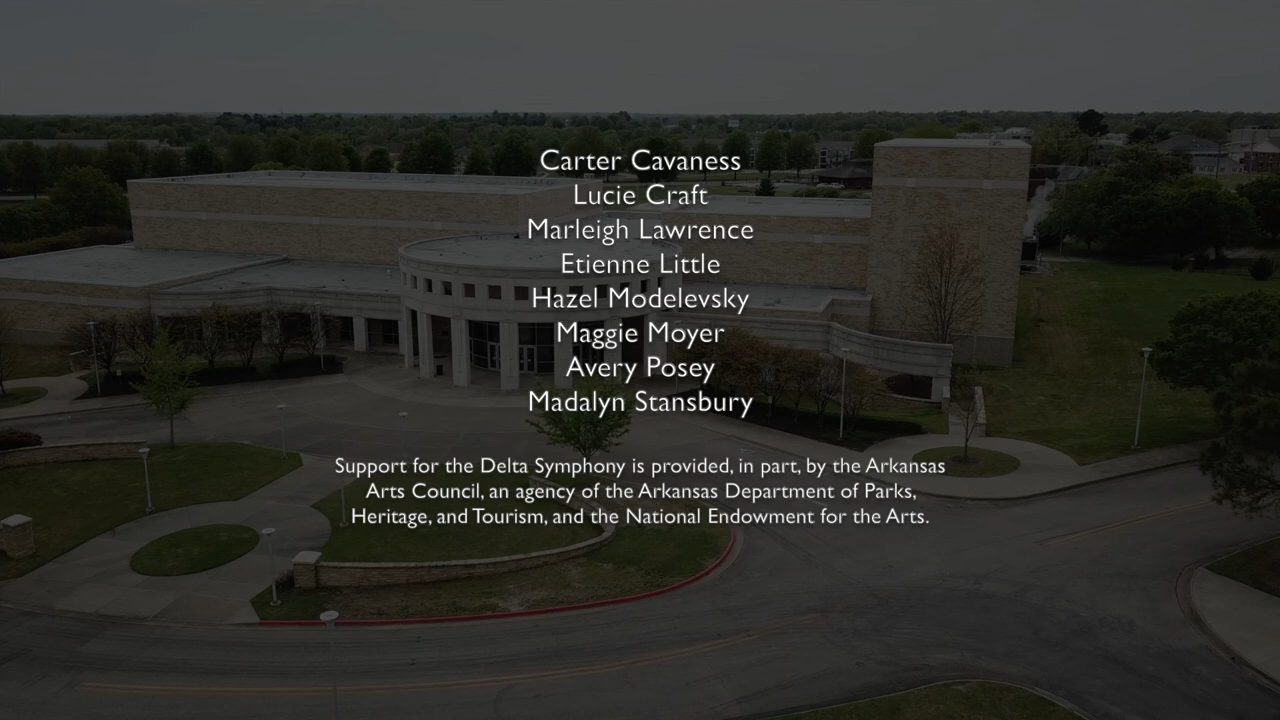 Carter Cavaness
Lucie Craft
Marleigh Lawrence
Etienne Little
Hazel Modelevsky
Maggie Moyer
Avery Posey
Madalyn Stansbury
Support for the Delta Symphony is provided, in part, by the Arkansas
Arts Council, an agency of the Arkansas Department of Parks,
Heritage, and Tourism, and the National Endowment for the Arts.